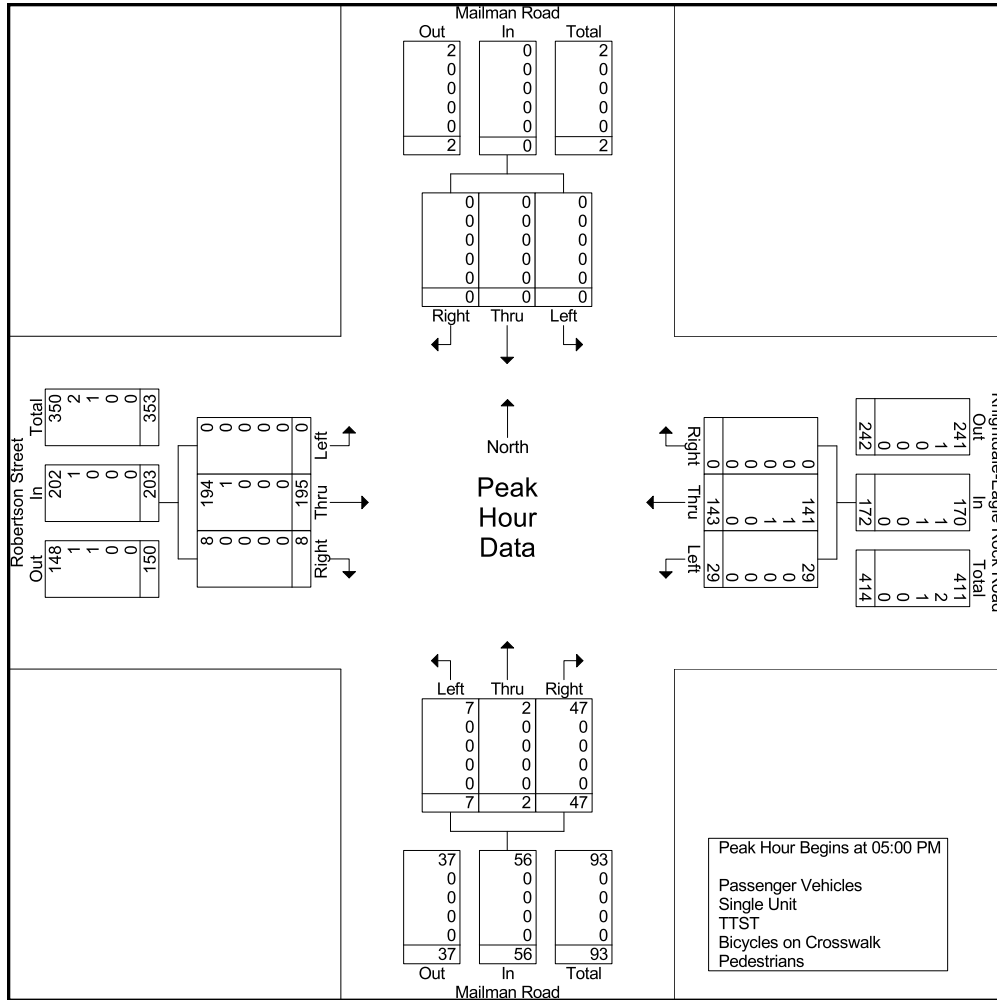 Mailman Road
Out In Total
2 0 2
0 0 0
0 0 0
0 0 0
0 0 0
2 0 2
0 0 0
0 0 0
0 0 0
0 0 0
0 0 0
0 0 0
Right Thru Left
Robertson Street
Total In Out
350 202 148
2 1 1
1 0 1
0 0 0
0 0 0
353 203 150
0 194 8
0 1 0
0 0 0
0 0 0
0 0 0
0 195 8
Left Thru Right
North
Peak
Hour
Data
Right Thru Left
0 141 29
0 1 0
0 1 0
0 0 0
0 0 0
0 143 29
Knightdale-Eagle Rock Road
Out In Total
241 170 411
1 1 2
0 1 1
0 0 0
0 0 0
242 172 414
Left Thru Right
7 2 47
0 0 0
0 0 0
0 0 0
0 0 0
7 2 47
37 56 93
0 0 0
0 0 0
0 0 0
0 0 0
37 56 93
Out In Total
Mailman Road
Peak Hour Begins at 05:00 PM
Passenger Vehicles
Single Unit
TTST
Bicycles on Crosswalk
Pedestrians